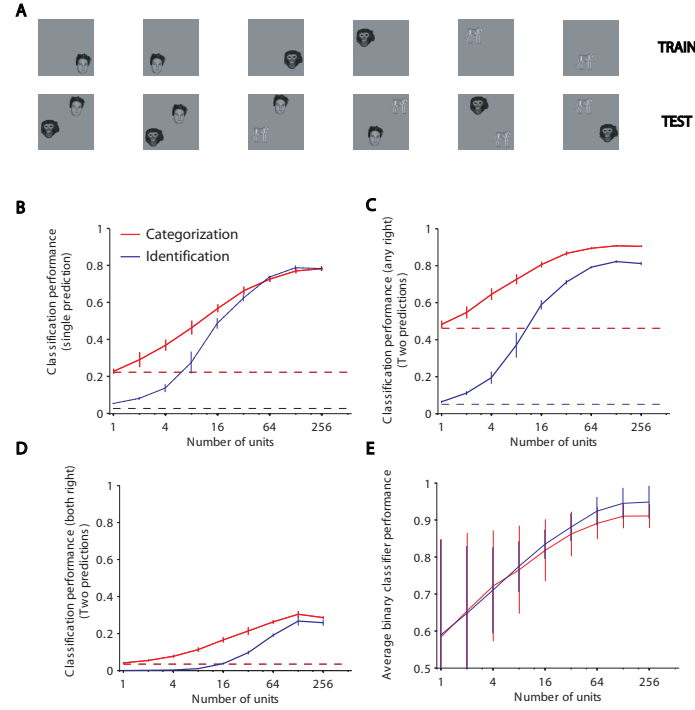 A
TRAIN
TEST
B
Categorization
Identification
Classification performance
(single prediction)
1
0.8
0.6
0.4
0.2
0
1 4 16 64 256
Number of units
C
Classification performance (any right)
(Two predictions)
1
0.8
0.6
0.4
0.2
0
1 4 16 64 256
Number of units
D
Classification performance (both right)
(Two predictions)
1
0.8
0.6
0.4
0.2
0
1 4 16 64 256
Number of units
E
Average binary classifier performance
1
0.9
0.8
0.7
0.6
0.5
1 4 16 64 256
Number of units